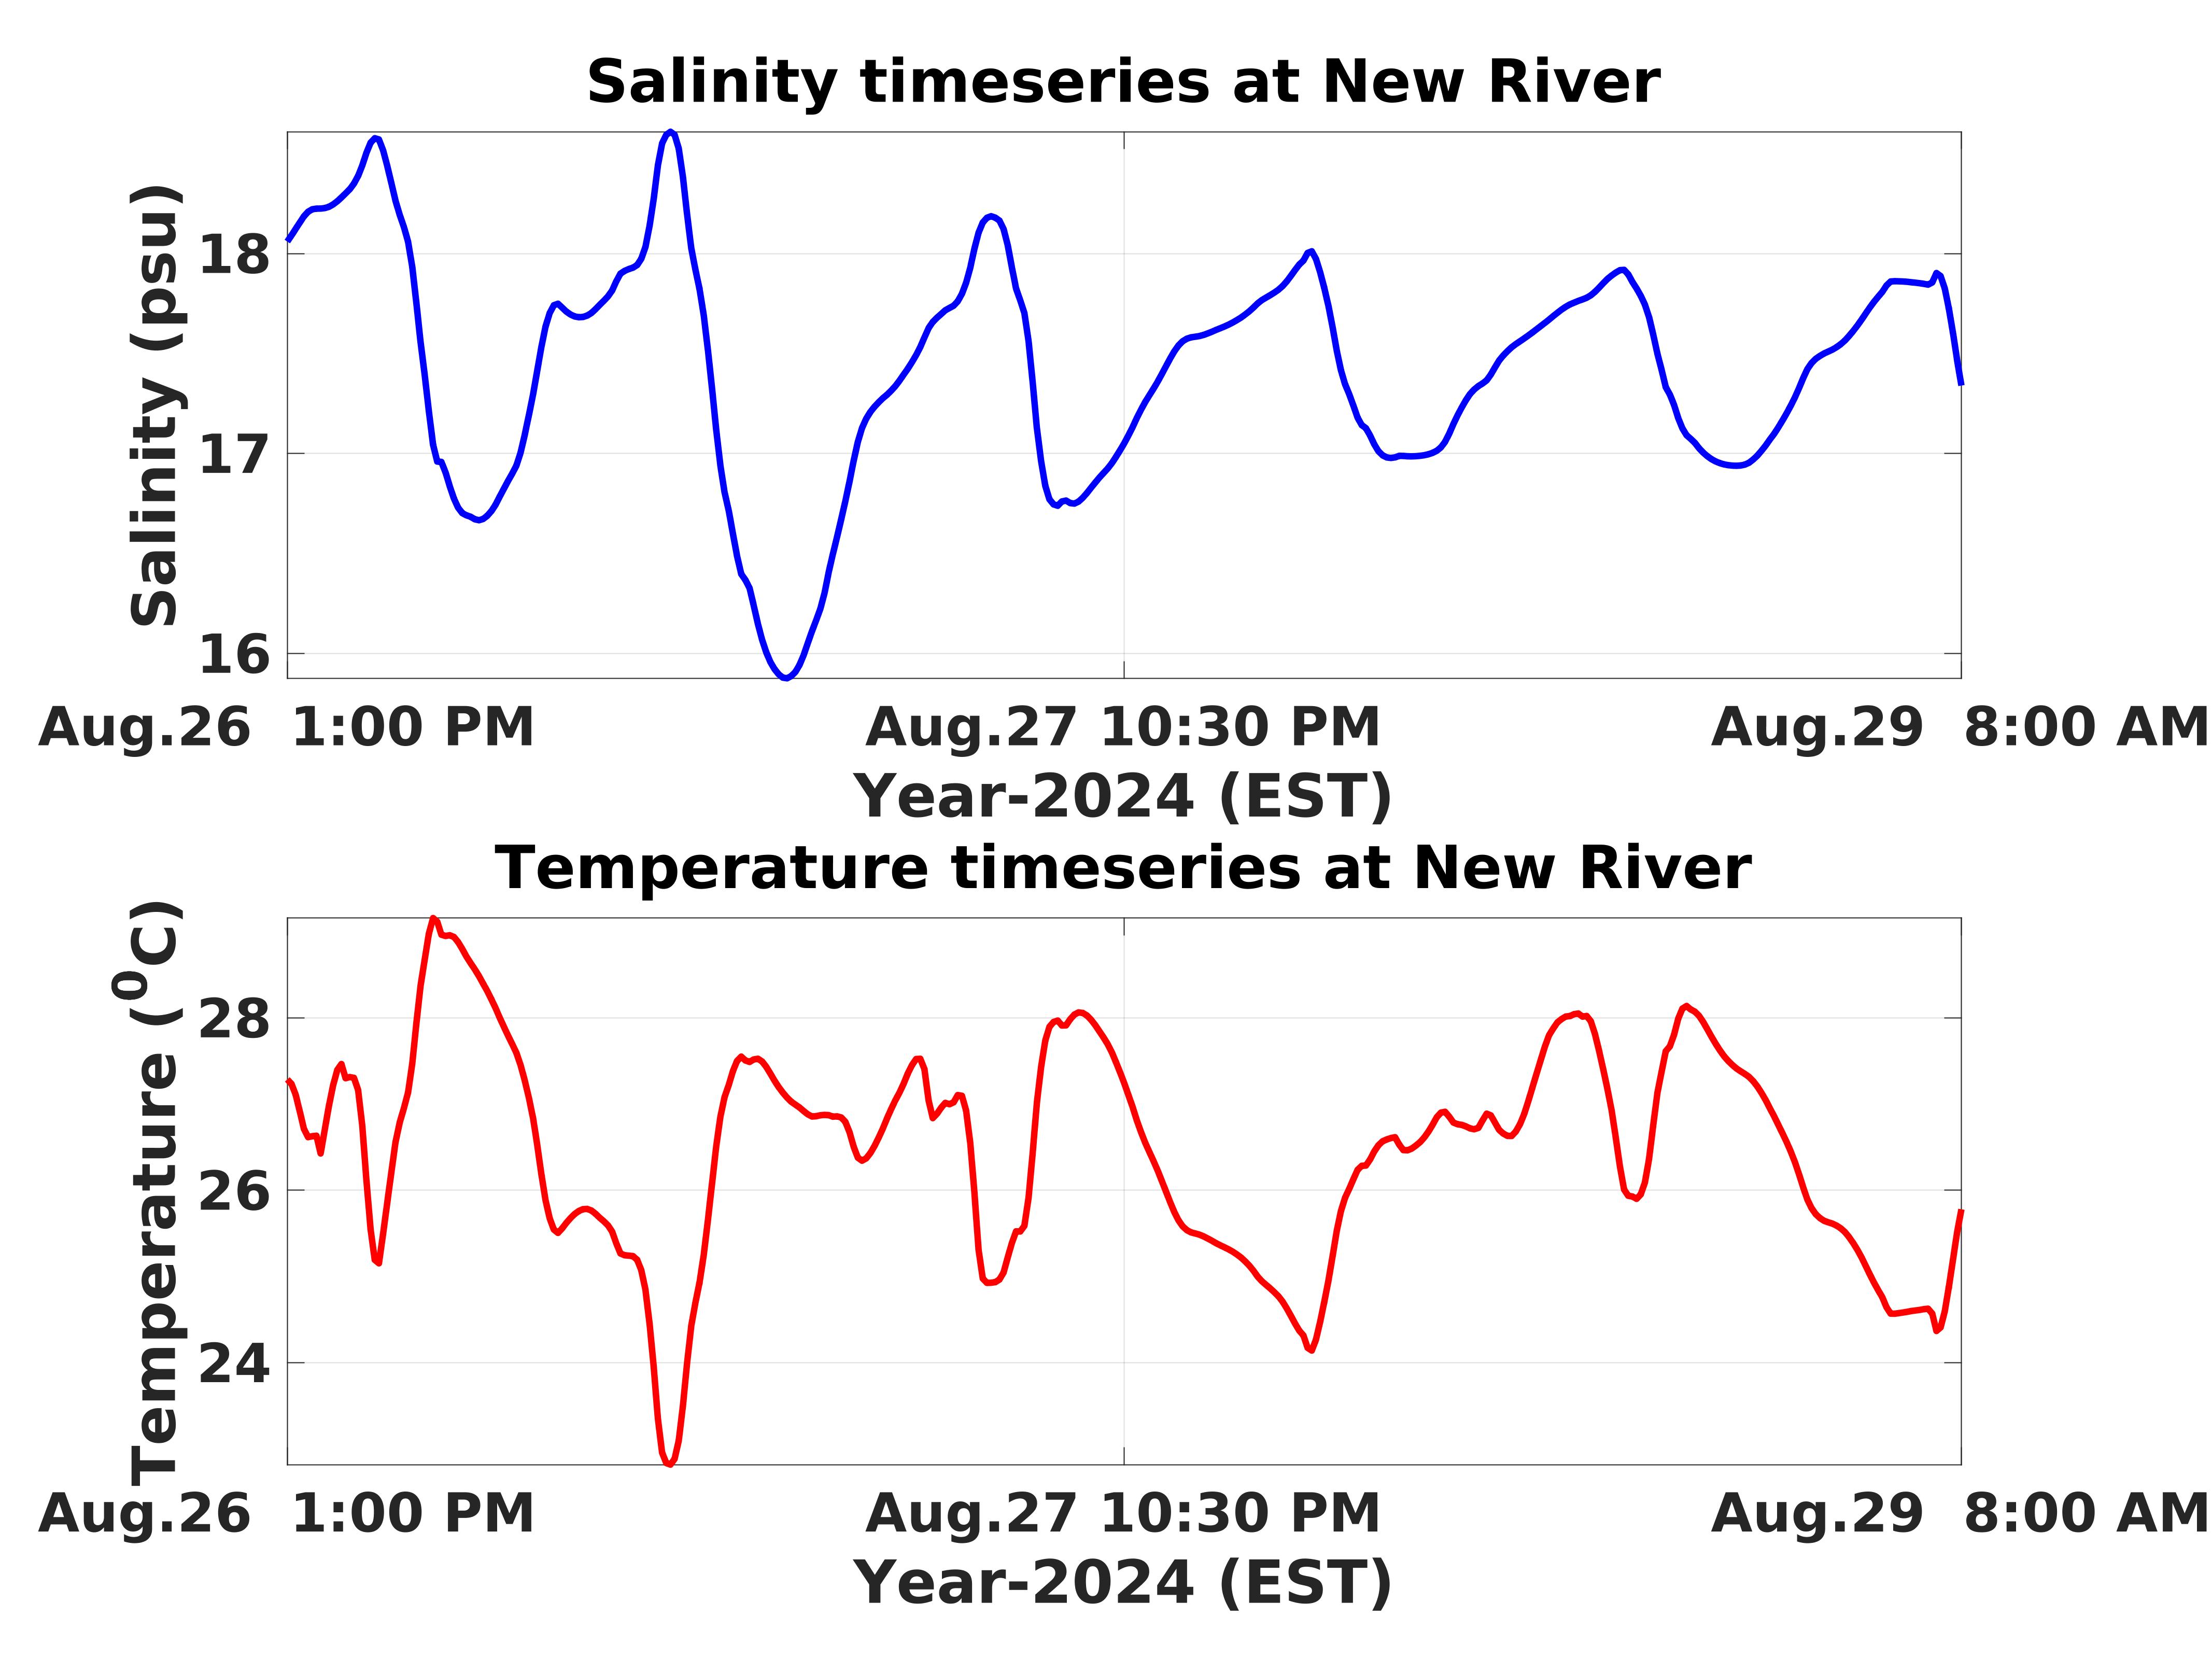 Salinity timeseries at New River
Salinity (psu)
18
17
16
Aug.26  1:00 PM
Aug.27 10:30 PM
Aug.29  8:00 AM
Year-2024 (EST)
Temperature timeseries at New River
Temperature (⁰C)
28
26
24
Aug.26  1:00 PM
Aug.27 10:30 PM
Aug.29  8:00 AM
Year-2024 (EST)